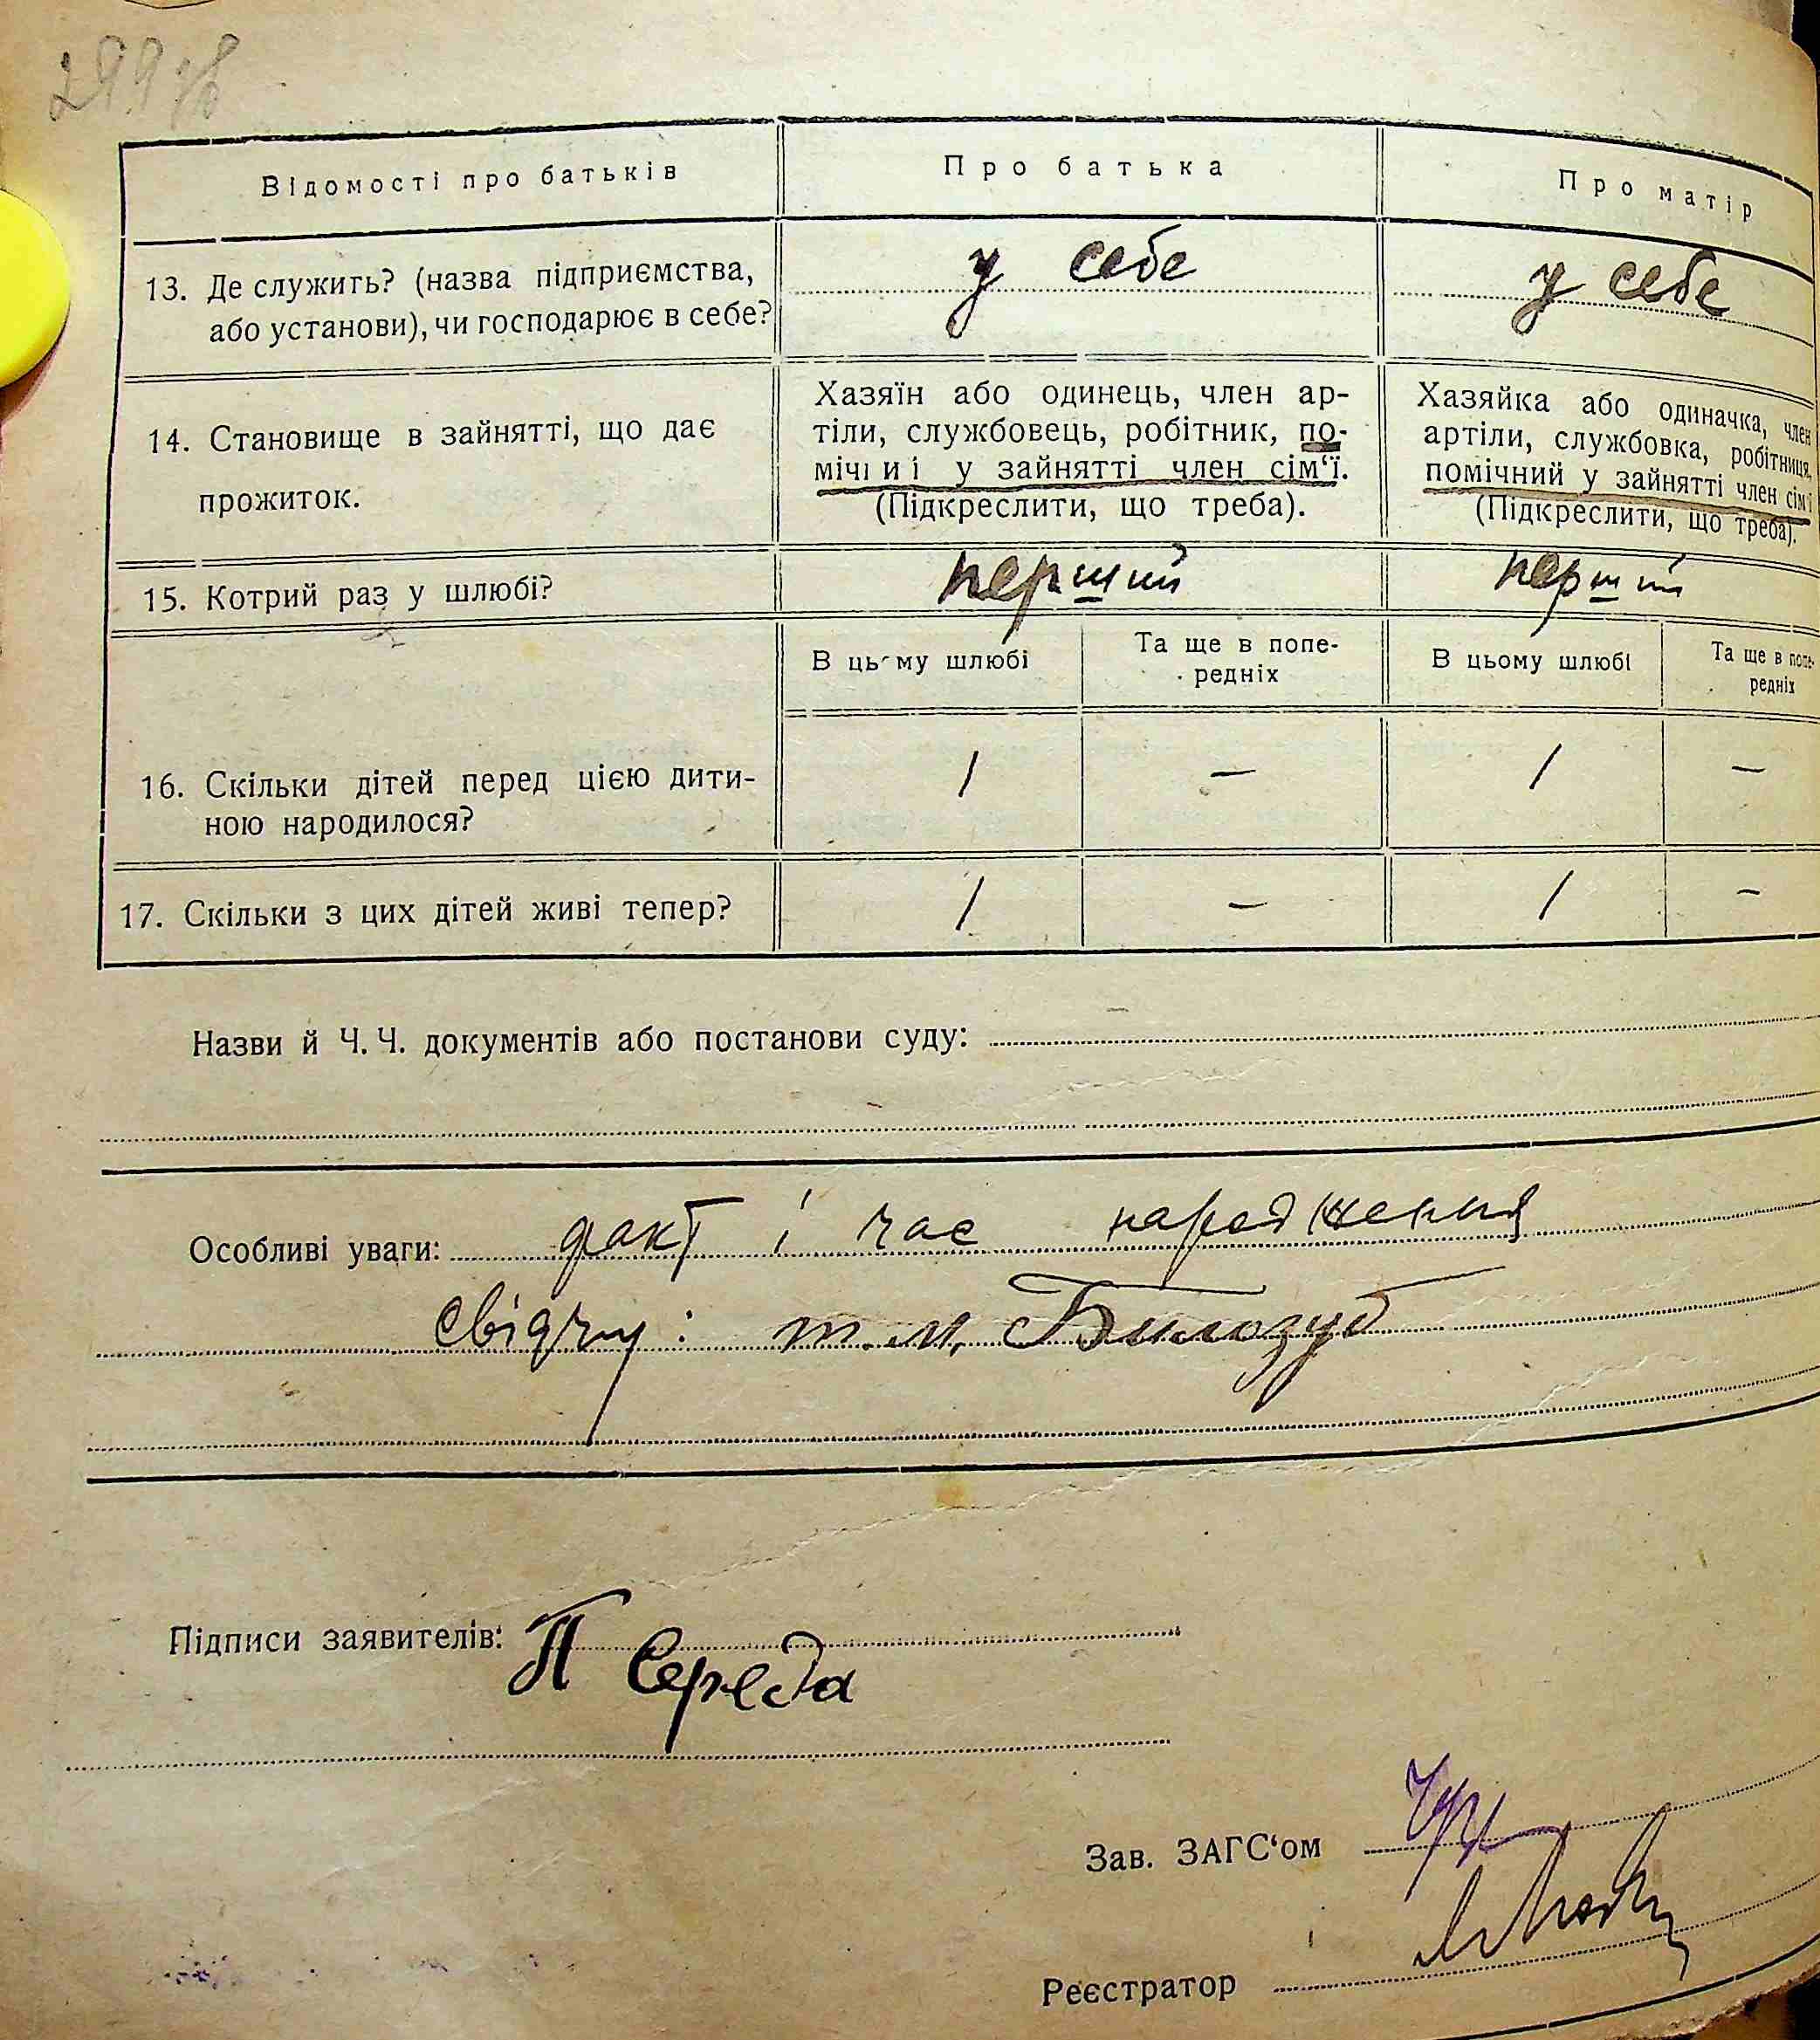 299 зв
Відомості про батьків
Про батька
Про матір
13. Де служить? (назва підприємства,
або установи), чи господарює в себе?
у себе
у себе
14. Становище в зайнятті, що дає
прожиток.
Хазяїн або одинець, член ар-
тіли, службовець, робітник, по-
мічниі у зайнятті член сім‘ї.
(Підкреслити, що треба).
Хазяйка або одиначка, член
артіли, службовка, робітниця,
помічний у зайнятті член сім‘ї
(Підкреслити, що треба).
15. Котрий раз у шлюбі?
перший
перший
В цьму шлюбі
Та ще в попе-
редніх
В цьому шлюбі
Та ще в попе-
редніх
16. Скільки дітей перед цією дити-
ною народилося?
1
—
1
—
17. Скільки з цих дітей живі тепер?
1
—
1
—
Назви й Ч. Ч. документів або постанови суду:
Особливі уваги: факт і час народження
свідчу: т. м. Билозуб
Підписи заявителів:
П Середа
Зав. ЗАГС‘ом
Реєстратор